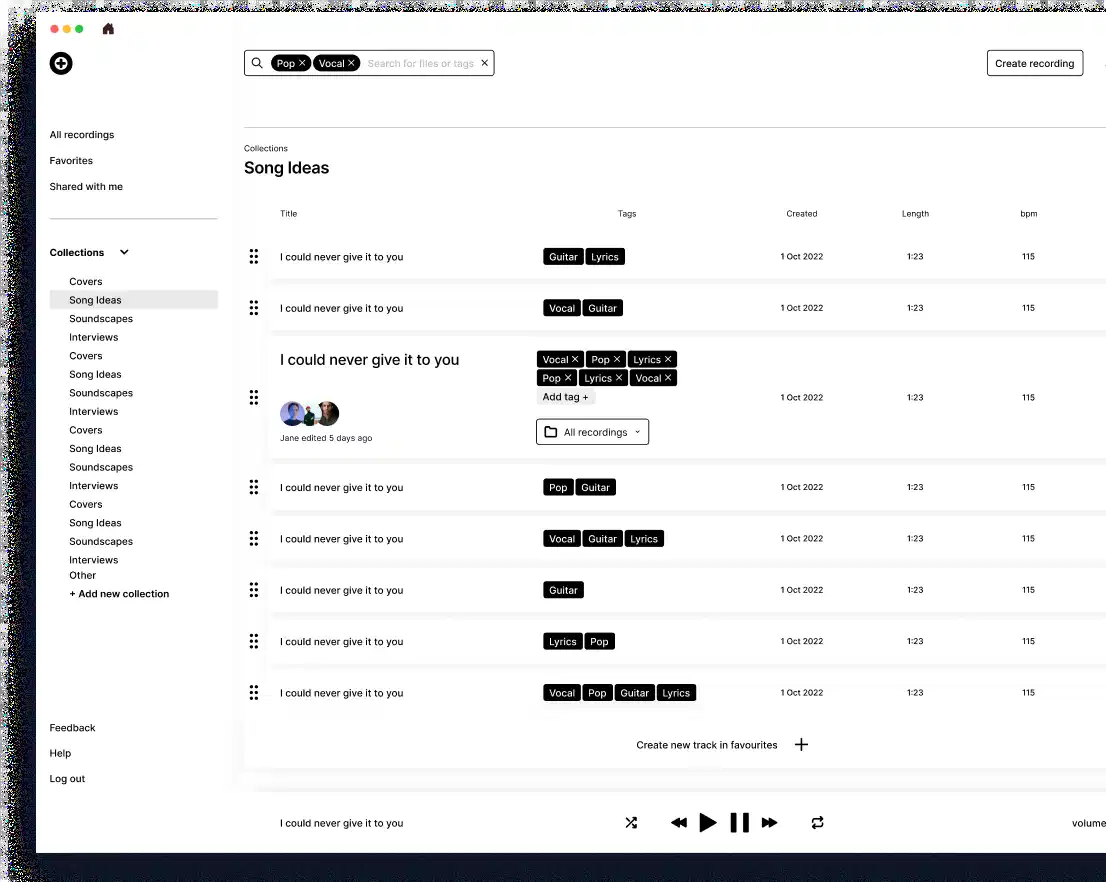 Pop Vocal Search for files or tags
Create recording
All recordings
Favorites
Shared with me
Collections
Covers
Song Ideas
Soundscapes
Interviews
Covers
Song Ideas
Soundscapes
Interviews
Covers
Song Ideas
Soundscapes
Interviews
Covers
Song Ideas
Soundscapes
Interviews
Other
+ Add new collection
Feedback
Help
Log out
Collections
Song Ideas
Title Tags Created Length bpm
I could never give it to you Guitar Lyrics 1 Oct 2022 1:23 115
I could never give it to you Vocal Guitar 1 Oct 2022 1:23 115
I could never give it to you Vocal Pop Lyrics
Pop Lyrics Vocal
Add tag + 1 Oct 2022 1:23 115
All recordings
Jane edited 5 days ago
I could never give it to you Pop Guitar 1 Oct 2022 1:23 115
I could never give it to you Vocal Guitar Lyrics 1 Oct 2022 1:23 115
I could never give it to you Guitar 1 Oct 2022 1:23 115
I could never give it to you Lyrics Pop 1 Oct 2022 1:23 115
I could never give it to you Vocal Pop Guitar Lyrics 1 Oct 2022 1:23 115
Create new track in favourites
I could never give it to you volume